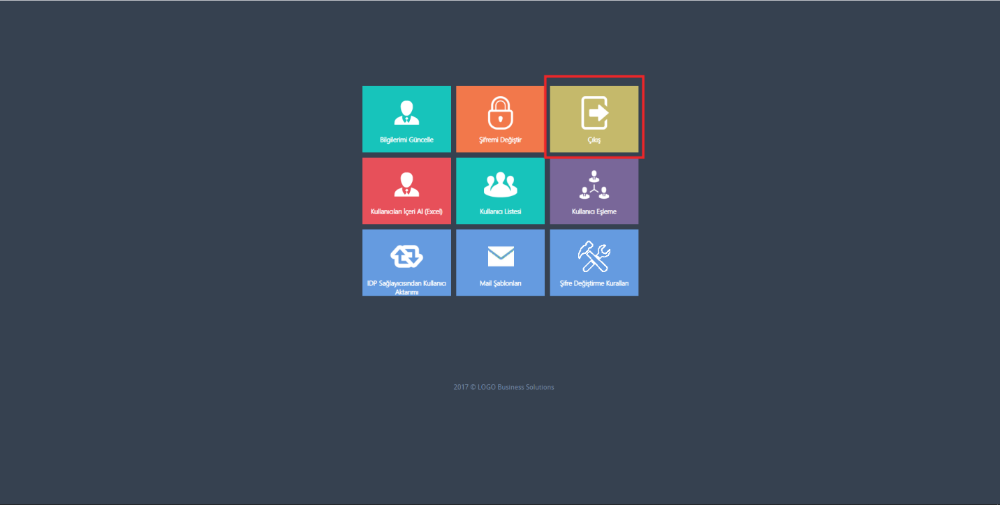 Bilgilerimi Güncelle
Şifremi Değiştir
Çıkış
Kullanıcıları İçeri Al (Excel)
Kullanıcı Listesi
Kullanıcı Eşleme
IDP Sağlayıcısından Kullanıcı
Aktarımı
Mail Şablonları
Şifre Değiştirme Kuralları
2017 © LOGO Business Solutions